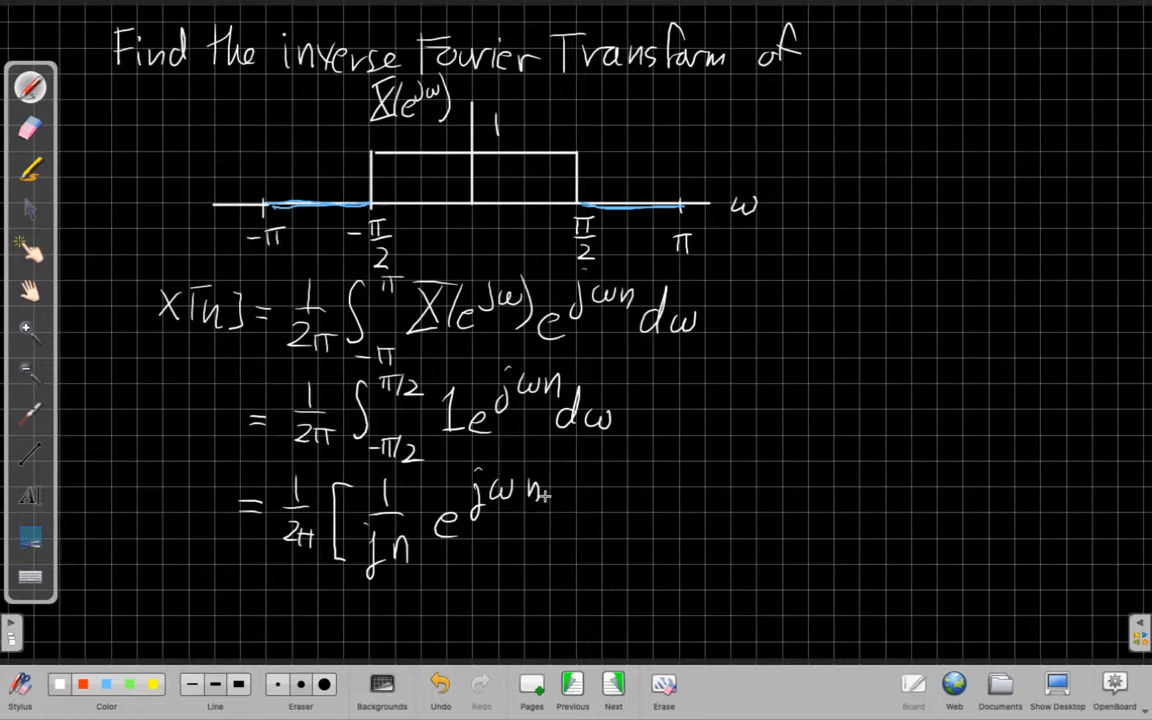 Find the inverse Fourier Transform of
X(e^jω)
1
-π -π/2 π/2 π ω
x[n] = 1/2π ∫_-π^π X(e^jω) e^jωn dω
= 1/2π ∫_-π/2^π/2 1e^jωn dω
= 1/2π [ 1/jn e^jωn
Stylus Color Line Eraser Backgrounds Undo Redo Pages Previous Next Erase Board Web Documents Show Desktop OpenBoard